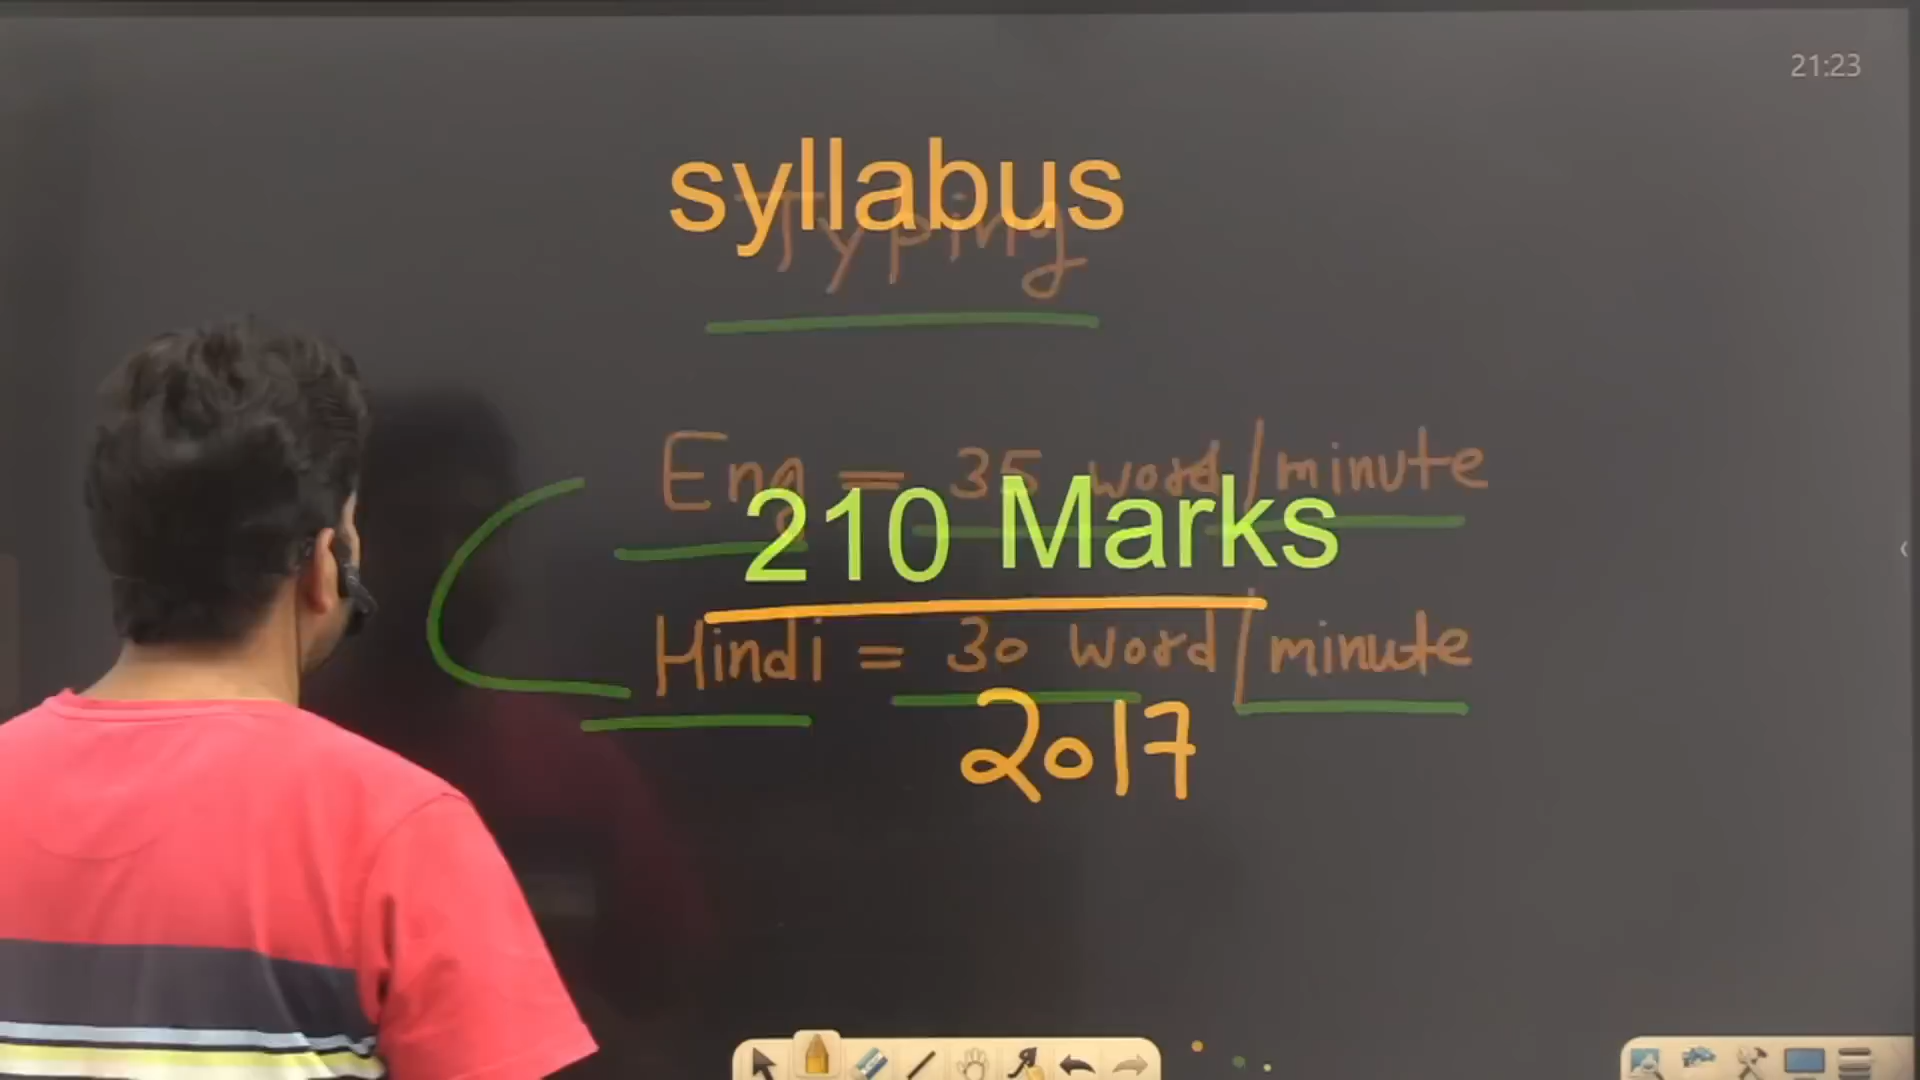 21:23
syllabus
Typing
Eng = 35 word/minute
210 Marks
Hindi = 30 word/minute
2017